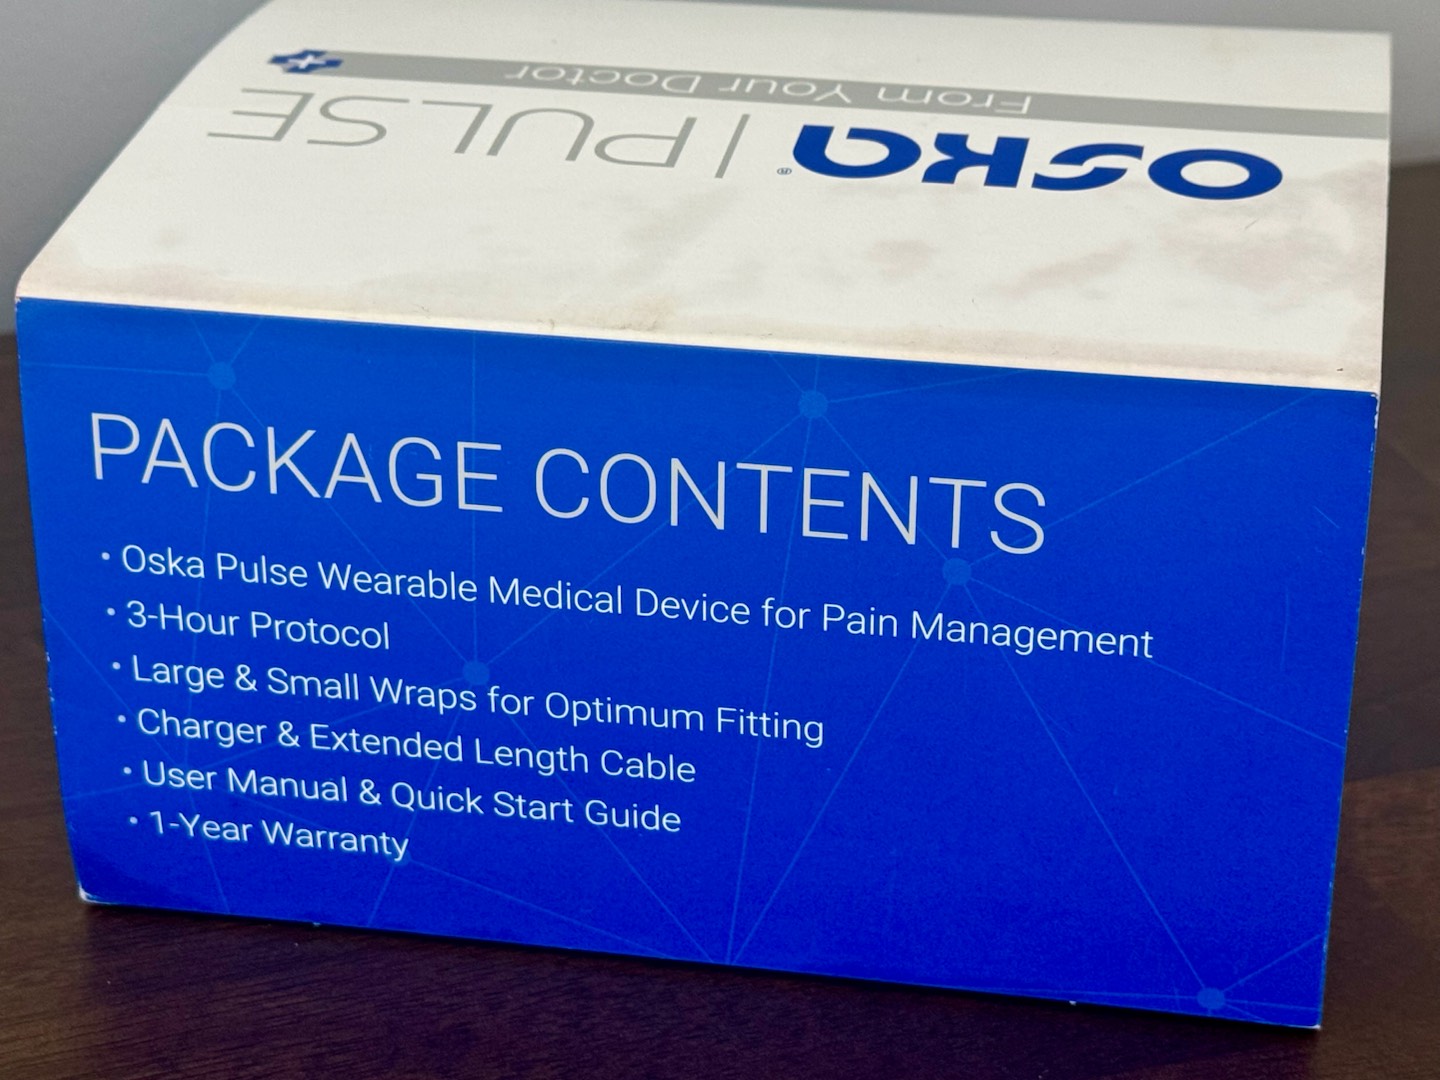 From Your Doctor
OSKA® | PULSE
PACKAGE CONTENTS
• Oska Pulse Wearable Medical Device for Pain Management
• 3-Hour Protocol
• Large & Small Wraps for Optimum Fitting
• Charger & Extended Length Cable
• User Manual & Quick Start Guide
• 1-Year Warranty